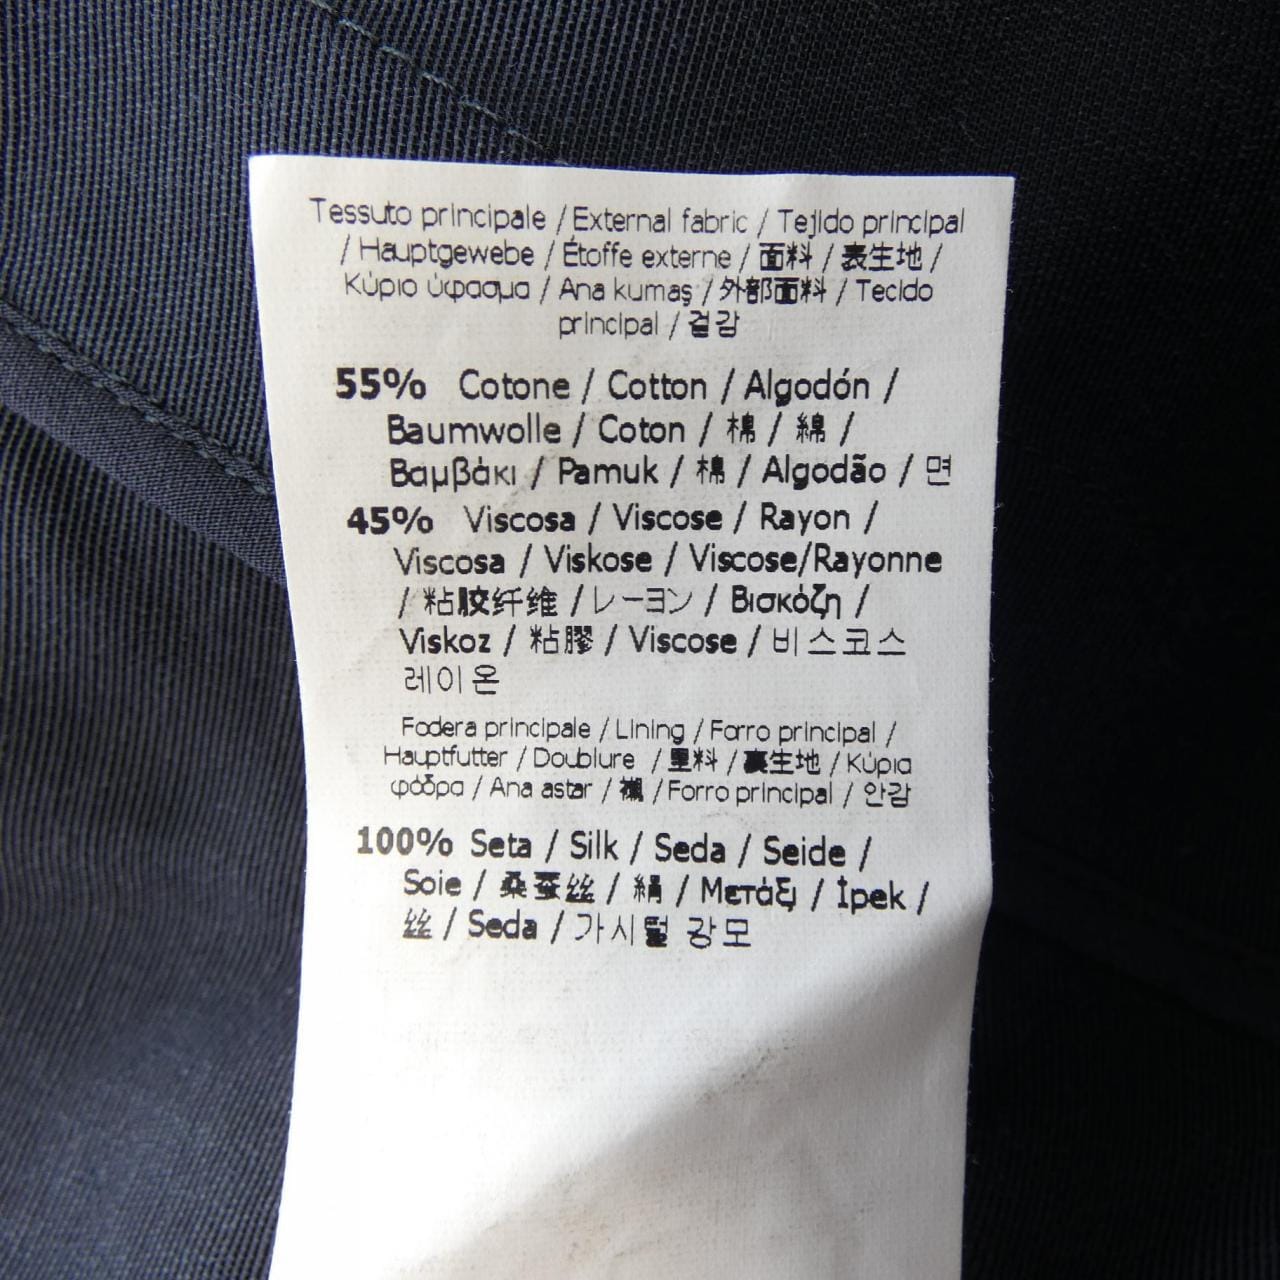 Tessuto principale / External fabric / Tejido principal
/ Hauptgewebe / Étoffe externe / 面料 / 表生地 /
Κύριο ύφασμα / Ana kumaş / 外部面料 / Tecido
principal / 겉감
55% Cotone / Cotton / Algodón /
Baumwolle / Coton / 棉 / 綿 /
Βαμβάκι / Pamuk / 棉 / Algodão / 면
45% Viscosa / Viscose / Rayon /
Viscosa / Viskose / Viscose/Rayonne
/ 粘胶纤维 / レーヨン / Βισκόζη /
Viskoz / 粘膠 / Viscose / 비스코스
레이온
Fodera principale / Lining / Forro principal /
Hauptfutter / Doublure / 里料 / 裏生地 / Κύρια
φόδρα / Ana astar / 襯 / Forro principal / 안감
100% Seta / Silk / Seda / Seide /
Soie / 桑蚕丝 / 絹 / Μετάξι / İpek /
丝 / Seda / 가시털 강모